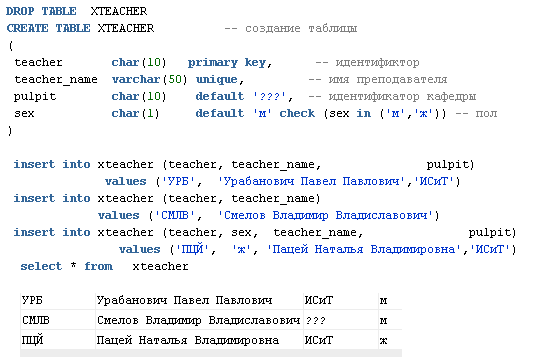 DROP TABLE XTEACHER
CREATE TABLE XTEACHER -- создание таблицы
(
teacher char(10) primary key, -- идентификтор
teacher_name varchar(50) unique, -- имя преподавателя
pulpit char(10) default '???', -- идентификатор кафедры
sex char(1) default 'м' check (sex in ('м','ж')) -- пол
)
insert into xteacher (teacher, teacher_name, pulpit)
values ('УРБ', 'Урабанович Павел Павлович','ИСиТ')
insert into xteacher (teacher, teacher_name)
values ('СМЛВ', 'Смелов Владимир Владиславович')
insert into xteacher (teacher, sex, teacher_name, pulpit)
values ('ПЦЙ', 'ж', 'Пацей Наталья Владимировна','ИСиТ')
select * from xteacher
УРБ Урабанович Павел Павлович ИСиТ м
СМЛВ Смелов Владимир Владиславович ??? м
ПЦЙ Пацей Наталья Владимировна ИСиТ ж